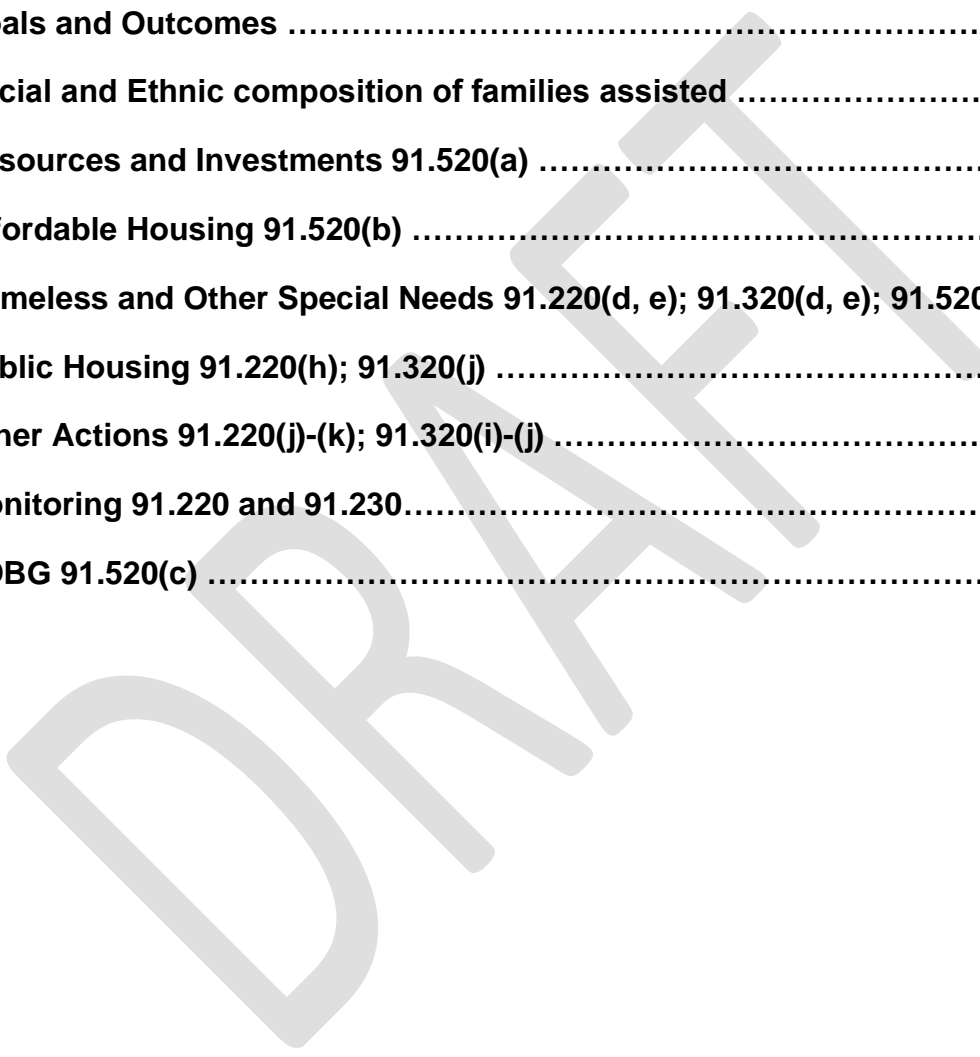 oals and Outcomes ……………………………………………………………
cial and Ethnic composition of families assisted ……………………
sources and Investments 91.520(a) ………………………………………
fordable Housing 91.520(b) …………………………………………………
meless and Other Special Needs 91.220(d, e); 91.320(d, e); 91.520
blic Housing 91.220(h); 91.320(j) …………………………………………
her Actions 91.220(j)-(k); 91.320(i)-(j) ……………………………………
onitoring 91.220 and 91.230……………………………………………………
DBG 91.520(c) ……………………………………………………………………
DRAFT